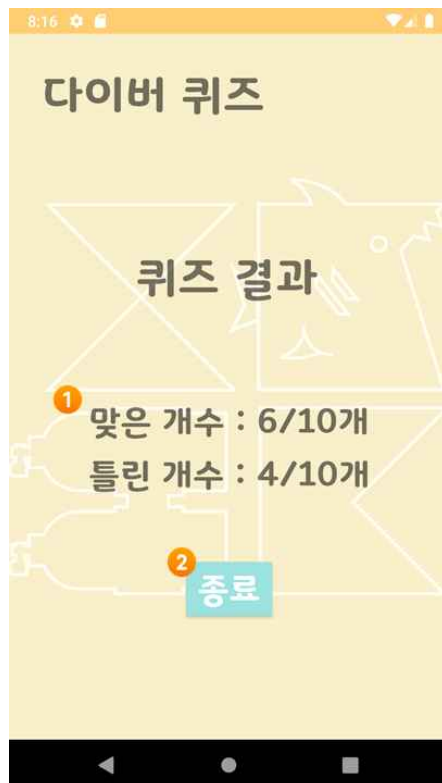 8:16
다이버 퀴즈
퀴즈 결과
1
맞은 개수 : 6/10개
틀린 개수 : 4/10개
2
종료